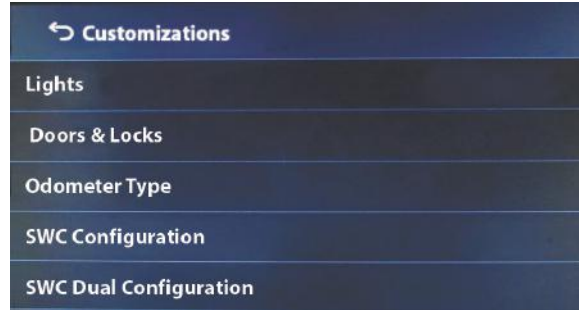 Customizations
Lights
Doors & Locks
Odometer Type
SWC Configuration
SWC Dual Configuration